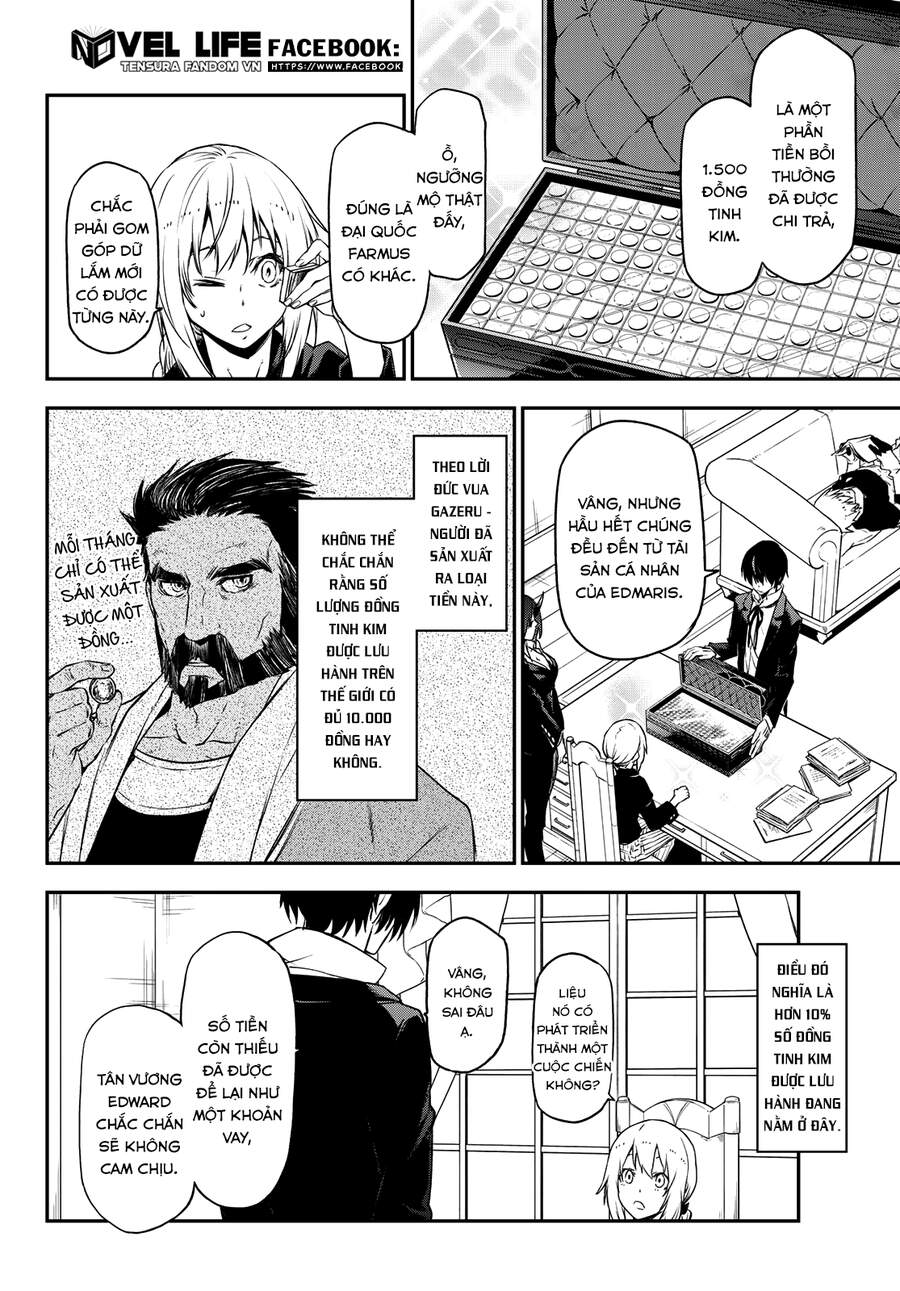 NOVEL LIFE
TENSURA FANDOM VN
FACEBOOK:
HTTPS://WWW.FACEBOOK
LÀ MỘT
PHẦN
TIỀN BỒI
THƯỜNG
ĐÃ ĐƯỢC
CHI TRẢ,
1.500
ĐỒNG
TINH
KIM.
Ồ,
NGƯỠNG
MỘ THẬT
ĐẤY,
ĐÚNG LÀ
ĐẠI QUỐC
FARMUS
CÓ KHÁC.
CHẮC
PHẢI GOM
GÓP DỮ
LẮM MỚI
CÓ ĐƯỢC
TỪNG NÀY.
VÂNG, NHƯNG
HẦU HẾT CHÚNG
ĐỀU ĐẾN TỪ TÀI
SẢN CÁ NHÂN
CỦA EDMARIS.
THEO LỜI
ĐỨC VUA
GAZERU -
NGƯỜI ĐÃ
SẢN XUẤT
RA LOẠI
TIỀN NÀY.
KHÔNG THỂ
CHẮC CHẮN
RẰNG SỐ
LƯỢNG ĐỒNG
TINH KIM
ĐƯỢC LƯU
HÀNH TRÊN
THẾ GIỚI CÓ
ĐỦ 10.000
ĐỒNG HAY
KHÔNG.
MỖI THÁNG
CHỈ CÓ THỂ
SẢN XUẤT
ĐƯỢC MỘT
ĐỒNG...
ĐIỀU ĐÓ
NGHĨA LÀ
HƠN 10%
SỐ ĐỒNG
TINH KIM
ĐƯỢC LƯU
HÀNH ĐANG
NẰM Ở ĐÂY.
LIỆU
NÓ CÓ
PHÁT TRIỂN
THÀNH MỘT
CUỘC CHIẾN
KHÔNG?
VÂNG,
KHÔNG
SAI ĐÂU
Ạ.
SỐ TIỀN
CÒN THIẾU
ĐÃ ĐƯỢC
ĐỂ LẠI NHƯ
MỘT KHOẢN
VAY,
TÂN VƯƠNG
EDWARD
CHẮC CHẮN
SẼ KHÔNG
CAM CHỊU.